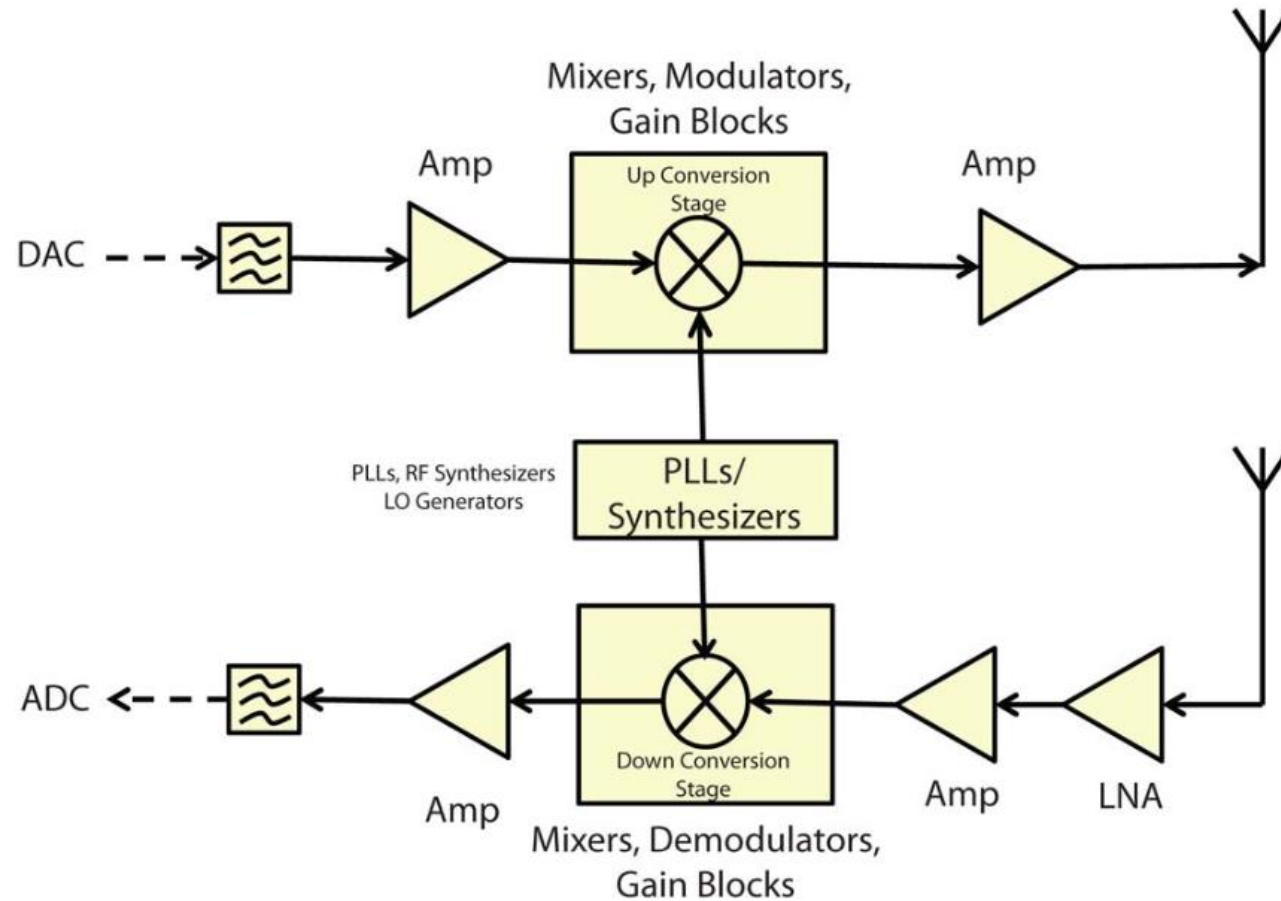 Mixers, Modulators,
Gain Blocks
Amp
Up Conversion
Stage
Amp
DAC
PLLs, RF Synthesizers
LO Generators
PLLs/
Synthesizers
ADC
Down Conversion
Stage
Amp
Amp
LNA
Mixers, Demodulators,
Gain Blocks